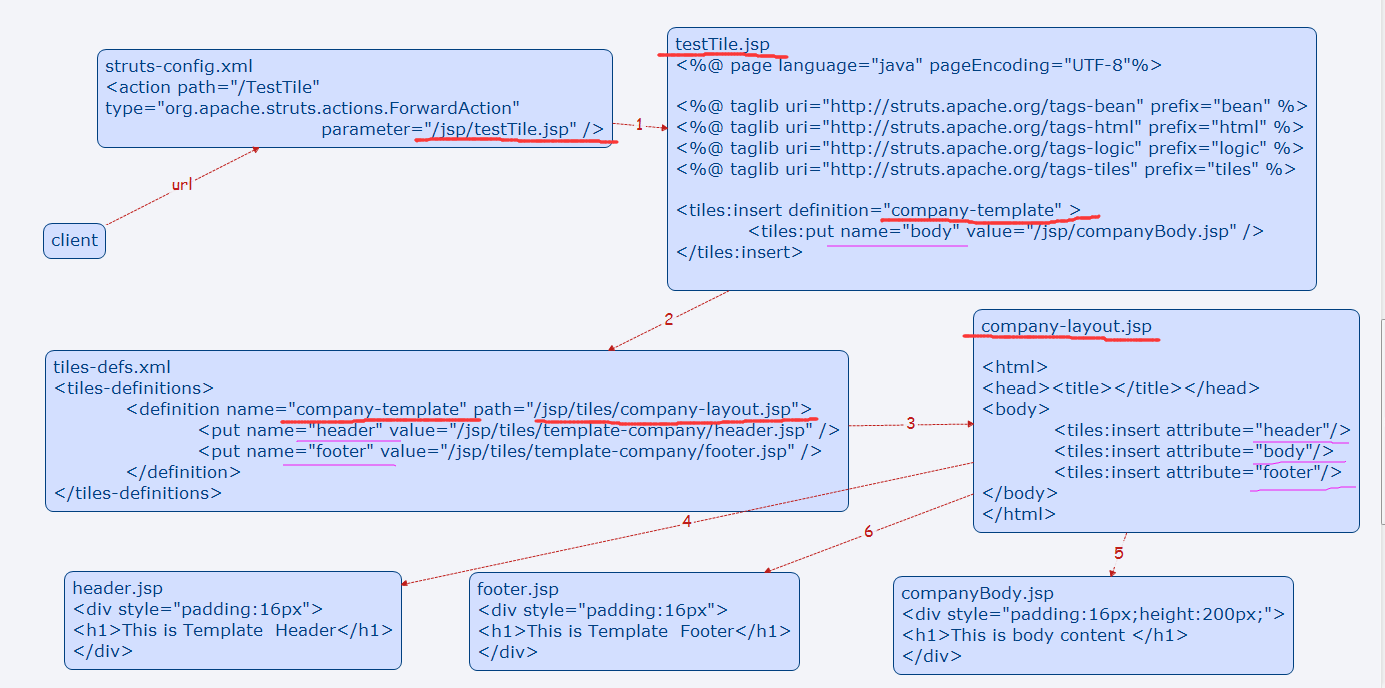 struts-config.xml
<action path="/TestTile"
type="org.apache.struts.actions.ForwardAction"
parameter="/jsp/testTile.jsp" />
1
url
client
testTile.jsp
<%@ page language="java" pageEncoding="UTF-8"%>
<%@ taglib uri="http://struts.apache.org/tags-bean" prefix="bean" %>
<%@ taglib uri="http://struts.apache.org/tags-html" prefix="html" %>
<%@ taglib uri="http://struts.apache.org/tags-logic" prefix="logic" %>
<%@ taglib uri="http://struts.apache.org/tags-tiles" prefix="tiles" %>
<tiles:insert definition="company-template" >
<tiles:put name="body" value="/jsp/companyBody.jsp" />
</tiles:insert>
2
tiles-defs.xml
<tiles-definitions>
<definition name="company-template" path="/jsp/tiles/company-layout.jsp">
<put name="header" value="/jsp/tiles/template-company/header.jsp" />
<put name="footer" value="/jsp/tiles/template-company/footer.jsp" />
</definition>
</tiles-definitions>
3
company-layout.jsp
<html>
<head><title></title></head>
<body>
<tiles:insert attribute="header"/>
<tiles:insert attribute="body"/>
<tiles:insert attribute="footer"/>
</body>
</html>
4
6
5
header.jsp
<div style="padding:16px">
<h1>This is Template  Header</h1>
</div>
footer.jsp
<div style="padding:16px">
<h1>This is Template  Footer</h1>
</div>
companyBody.jsp
<div style="padding:16px;height:200px;">
<h1>This is body content </h1>
</div>